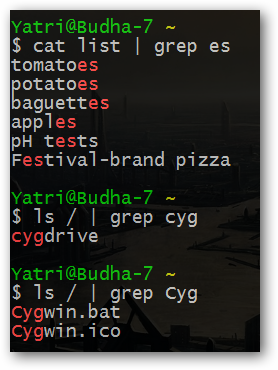 Yatri@Budha-7 ~
$ cat list | grep es
tomatoes
potatoes
baguettes
apples
pH tests
Festival-brand pizza
Yatri@Budha-7 ~
$ ls / | grep cyg
cygdrive
Yatri@Budha-7 ~
$ ls / | grep Cyg
Cygwin.bat
Cygwin.ico